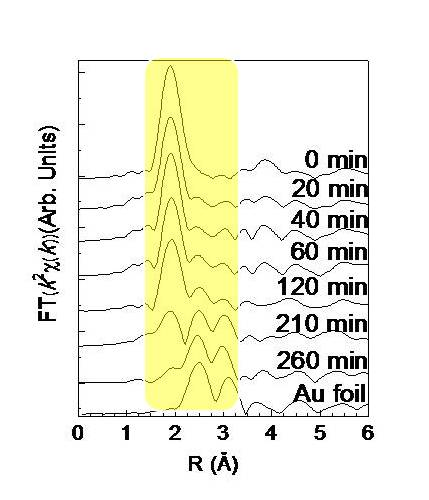 FT(k²χ(k))(Arb. Units)
0 min
20 min
40 min
60 min
120 min
210 min
260 min
Au foil
0 1 2 3 4 5 6
R (Å)